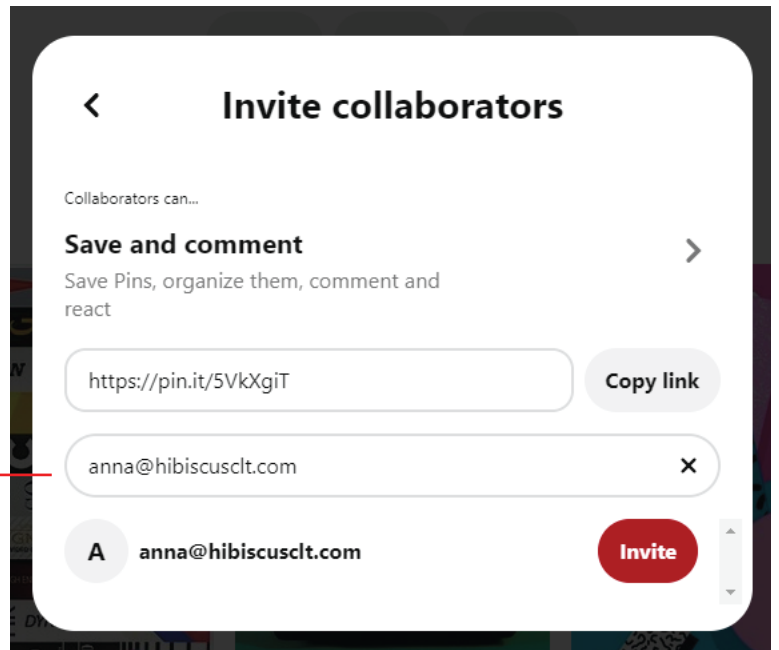 Invite collaborators
Collaborators can...
Save and comment
Save Pins, organize them, comment and
react
https://pin.it/5VkXgiT
Copy link
anna@hibiscusclt.com
A
anna@hibiscusclt.com
Invite